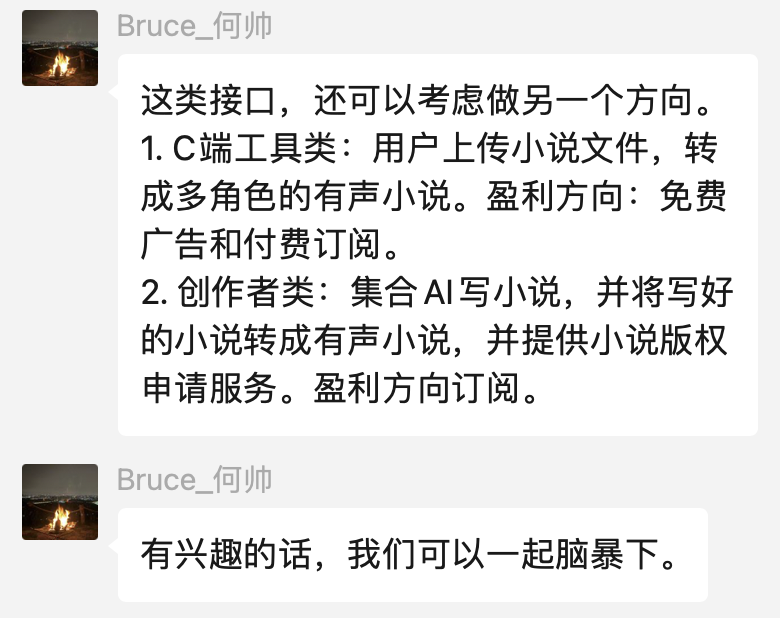 Bruce_何帅
这类接口，还可以考虑做另一个方向。
1. C端工具类：用户上传小说文件，转
成多角色的有声小说。盈利方向：免费
广告和付费订阅。
2. 创作者类：集合AI写小说，并将写好
的小说转成有声小说，并提供小说版权
申请服务。盈利方向订阅。
Bruce_何帅
有兴趣的话，我们可以一起脑暴下。